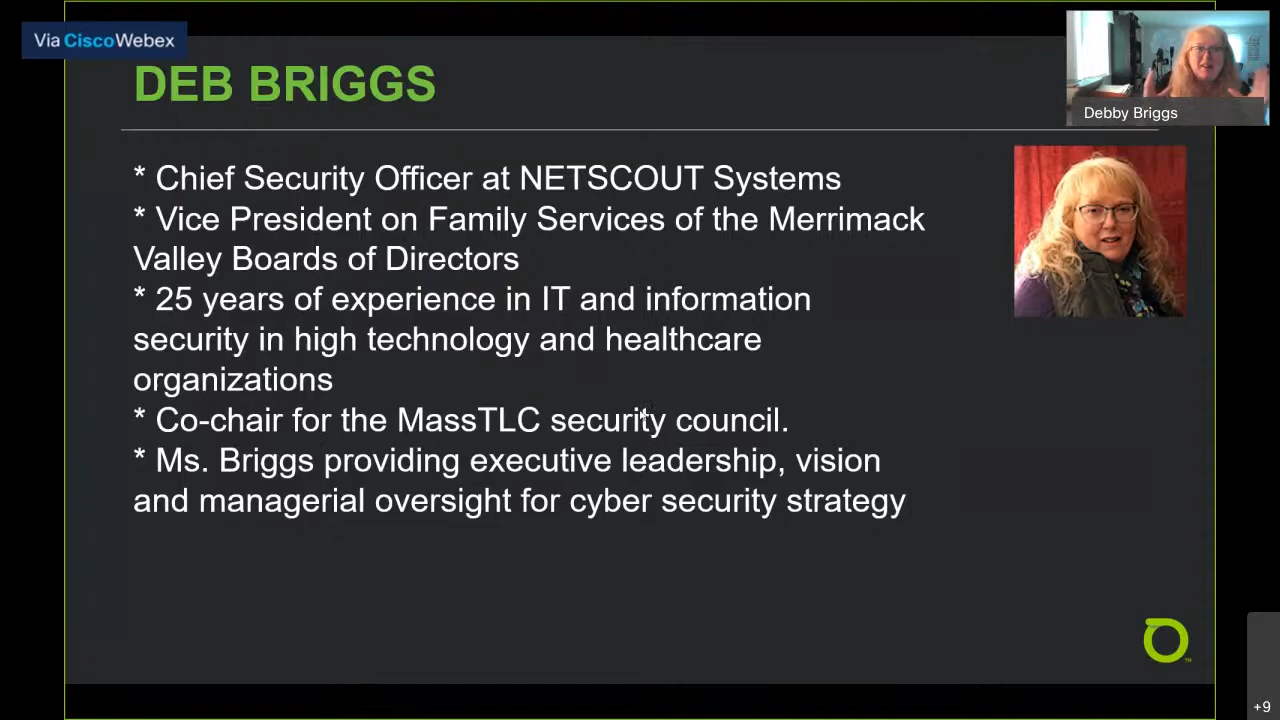 Via CiscoWebex
DEB BRIGGS
Debby Briggs
* Chief Security Officer at NETSCOUT Systems
* Vice President on Family Services of the Merrimack
Valley Boards of Directors
* 25 years of experience in IT and information
security in high technology and healthcare
organizations
* Co-chair for the MassTLC security council.
* Ms. Briggs providing executive leadership, vision
and managerial oversight for cyber security strategy
+9